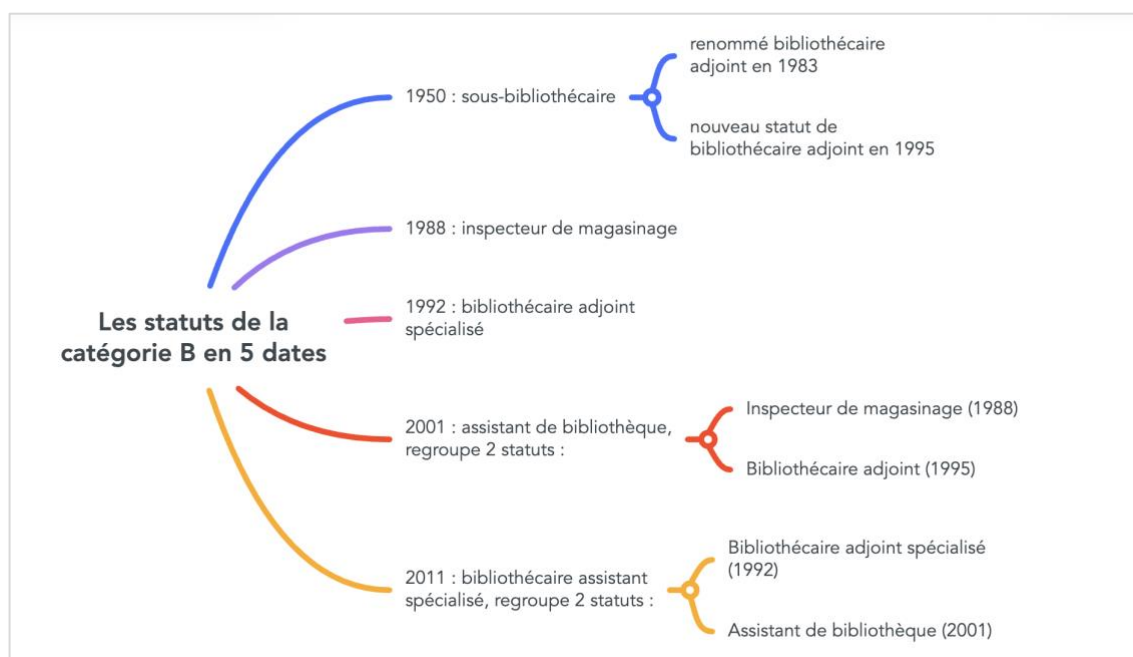 Les statuts de la
catégorie B en 5 dates
1950 : sous-bibliothécaire
renommé bibliothécaire
adjoint en 1983
nouveau statut de
bibliothécaire adjoint en 1995
1988 : inspecteur de magasinage
1992 : bibliothécaire adjoint
spécialisé
2001 : assistant de bibliothèque,
regroupe 2 statuts :
Inspecteur de magasinage (1988)
Bibliothécaire adjoint (1995)
2011 : bibliothécaire assistant
spécialisé, regroupe 2 statuts :
Bibliothécaire adjoint spécialisé
(1992)
Assistant de bibliothèque (2001)